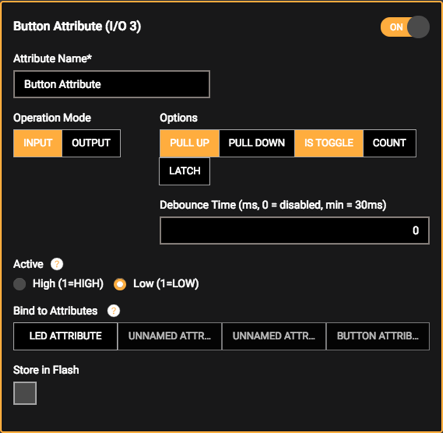 Button Attribute (I/O 3)
ON
Attribute Name*
Button Attribute
Operation Mode
Options
INPUT
OUTPUT
PULL UP
PULL DOWN
IS TOGGLE
COUNT
LATCH
Debounce Time (ms, 0 = disabled, min = 30ms)
0
Active ?
High (1=HIGH)
Low (1=LOW)
Bind to Attributes ?
LED ATTRIBUTE
UNNAMED ATTR...
UNNAMED ATTR...
BUTTON ATTRIB...
Store in Flash